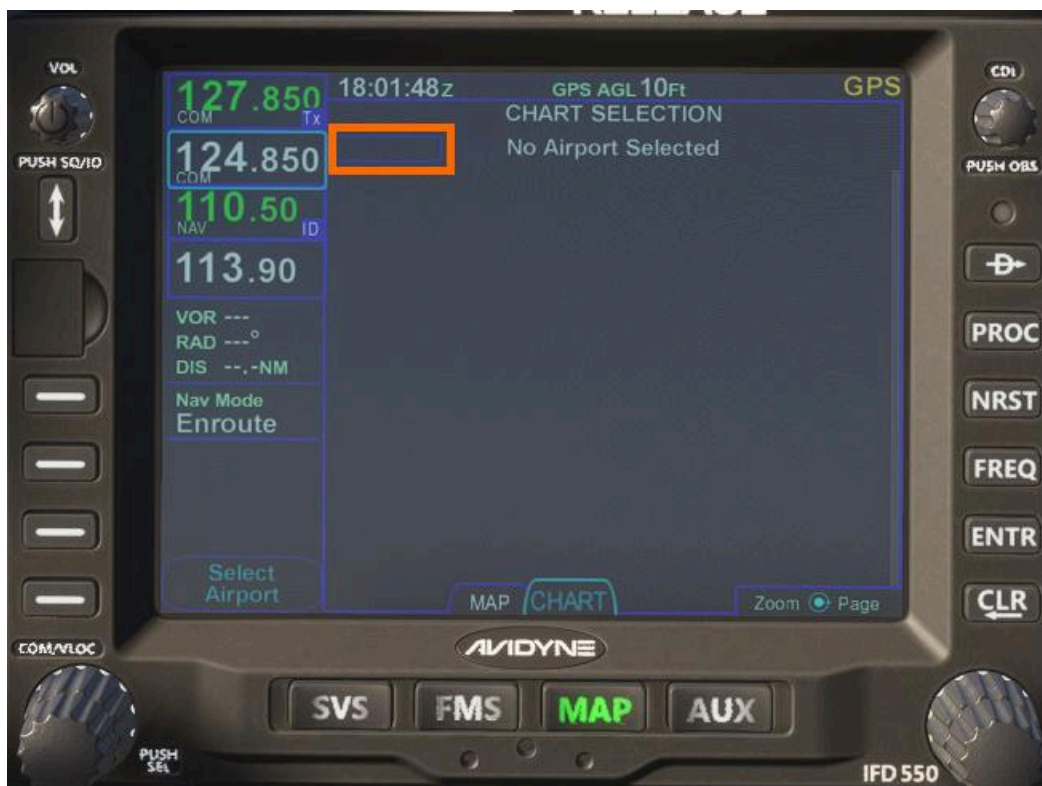 VOL
CDI
127.850
COM Tx
18:01:48Z
GPS AGL 10Ft
GPS
CHART SELECTION
No Airport Selected
PUSH SQ/ID
PUSH OBS
124.850
COM
110.50
NAV ID
113.90
VOR ---
RAD ---°
DIS --.-NM
Nav Mode
Enroute
PROC
NRST
FREQ
ENTR
CLR
Select
Airport
MAP CHART
Zoom Page
COM/VLOC
AVIDYNE
SVS FMS MAP AUX
PUSH
SEL
IFD 550